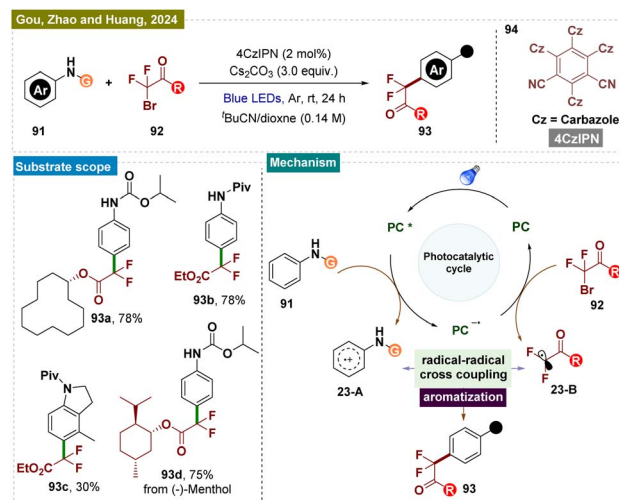 Gou, Zhao and Huang, 2024
Ar
H
N
G
91
+
F
F
Br
O
R
92
4CzIPN (2 mol%)
Cs2CO3 (3.0 equiv.)
Blue LEDs, Ar, rt, 24 h
tBuCN/dioxne (0.14 M)
Ar
F
F
O
R
93
94
Cz
Cz
Cz
NC
CN
Cz
Cz = Carbazole
4CzIPN
Substrate scope
O
HN
O
O
F
F
O
93a, 78%
HN
Piv
F
F
EtO2C
93b, 78%
Piv
N
F
F
EtO2C
93c, 30%
O
HN
O
O
F
F
O
93d, 75%
from (-)-Menthol
Mechanism
H
N
G
91
PC *
PC
Photocatalytic
cycle
PC −•
F
F
Br
O
R
92
H
N
G
•+
23-A
radical-radical
cross coupling
aromatization
F
F
O
R
23-B
F
F
O
R
93